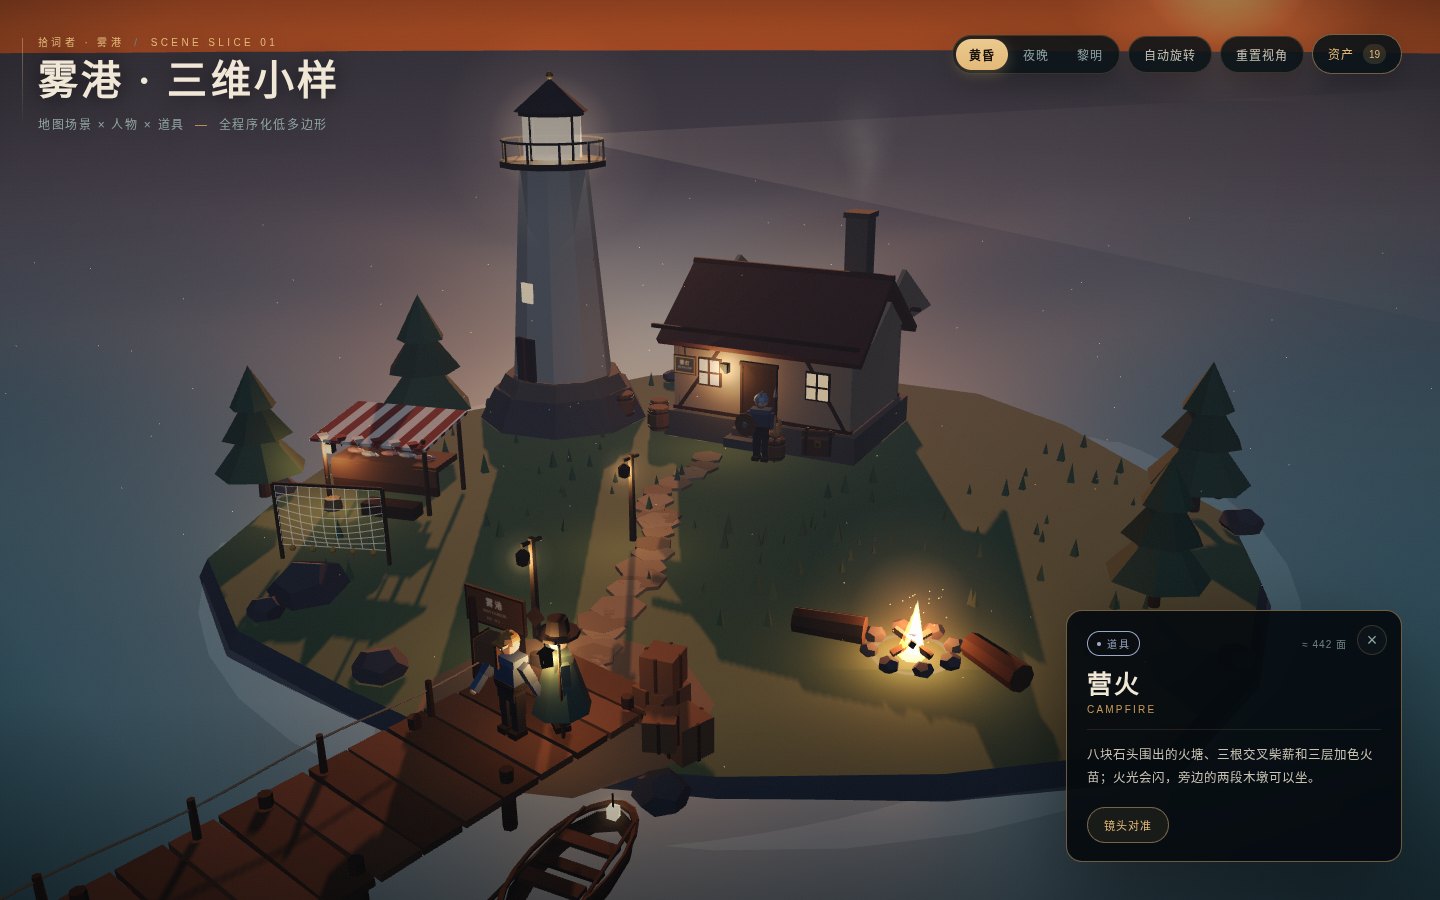 拾词者 · 雾港 / SCENE SLICE 01
雾港 · 三维小样
地图场景 × 人物 × 道具 — 全程序化低多边形
黄昏 夜晚 黎明 自动旋转 重置视角 资产 19
雾港
道具 ≈ 442 面 ×
营火
CAMPFIRE
八块石头围出的火塘、三根交叉柴薪和三层加色火
苗；火光会闪，旁边的两段木墩可以坐。
镜头对准